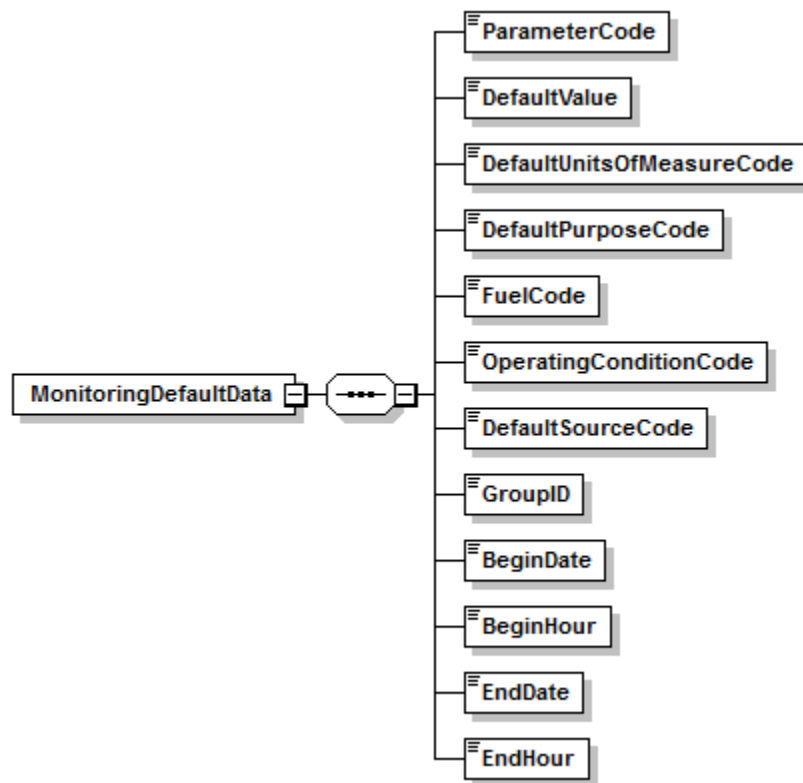 ParameterCode
DefaultValue
DefaultUnitsOfMeasureCode
DefaultPurposeCode
FuelCode
OperatingConditionCode
MonitoringDefaultData
DefaultSourceCode
GroupID
BeginDate
BeginHour
EndDate
EndHour